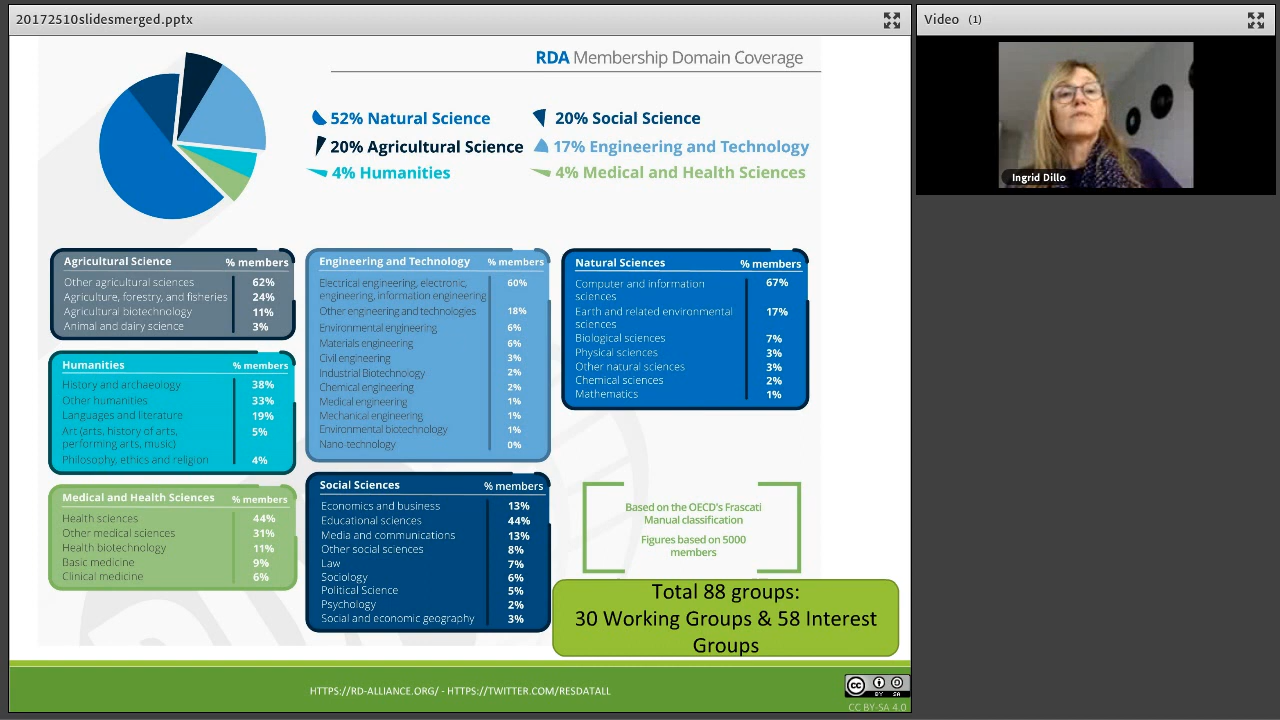 20172510slidesmerged.pptx
Video (1)
RDA Membership Domain Coverage
52% Natural Science
20% Social Science
20% Agricultural Science
17% Engineering and Technology
4% Humanities
4% Medical and Health Sciences
Agricultural Science % members
Other agricultural sciences 62%
Agriculture, forestry, and fisheries 24%
Agricultural biotechnology 11%
Animal and dairy science 3%
Humanities % members
History and archaeology 38%
Other humanities 33%
Languages and literature 19%
Art (arts, history of arts, 5%
performing arts, music)
Philosophy, ethics and religion 4%
Medical and Health Sciences % members
Health sciences 44%
Other medical sciences 31%
Health biotechnology 11%
Basic medicine 9%
Clinical medicine 6%
Engineering and Technology % members
Electrical engineering, electronic, 60%
engineering, information engineering
Other engineering and technologies 18%
Environmental engineering 6%
Materials engineering 6%
Civil engineering 3%
Industrial Biotechnology 2%
Chemical engineering 2%
Medical engineering 1%
Mechanical engineering 1%
Environmental biotechnology 1%
Nano-technology 0%
Social Sciences % members
Economics and business 13%
Educational sciences 44%
Media and communications 13%
Other social sciences 8%
Law 7%
Sociology 6%
Political Science 5%
Psychology 2%
Social and economic geography 3%
Natural Sciences % members
Computer and information 67%
sciences
Earth and related environmental 17%
sciences
Biological sciences 7%
Physical sciences 3%
Other natural sciences 3%
Chemical sciences 2%
Mathematics 1%
Based on the OECD's Frascati
Manual classification
Figures based on 5000
members
Total 88 groups:
30 Working Groups & 58 Interest
Groups
HTTPS://RD-ALLIANCE.ORG/ - HTTPS://TWITTER.COM/RESDATALL
cc BY SA
CC BY-SA 4.0
Ingrid Dillo